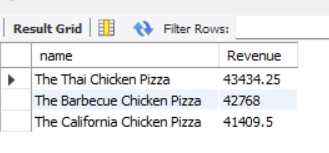 Result Grid Filter Rows:
name Revenue
The Thai Chicken Pizza 43434.25
The Barbecue Chicken Pizza 42768
The California Chicken Pizza 41409.5